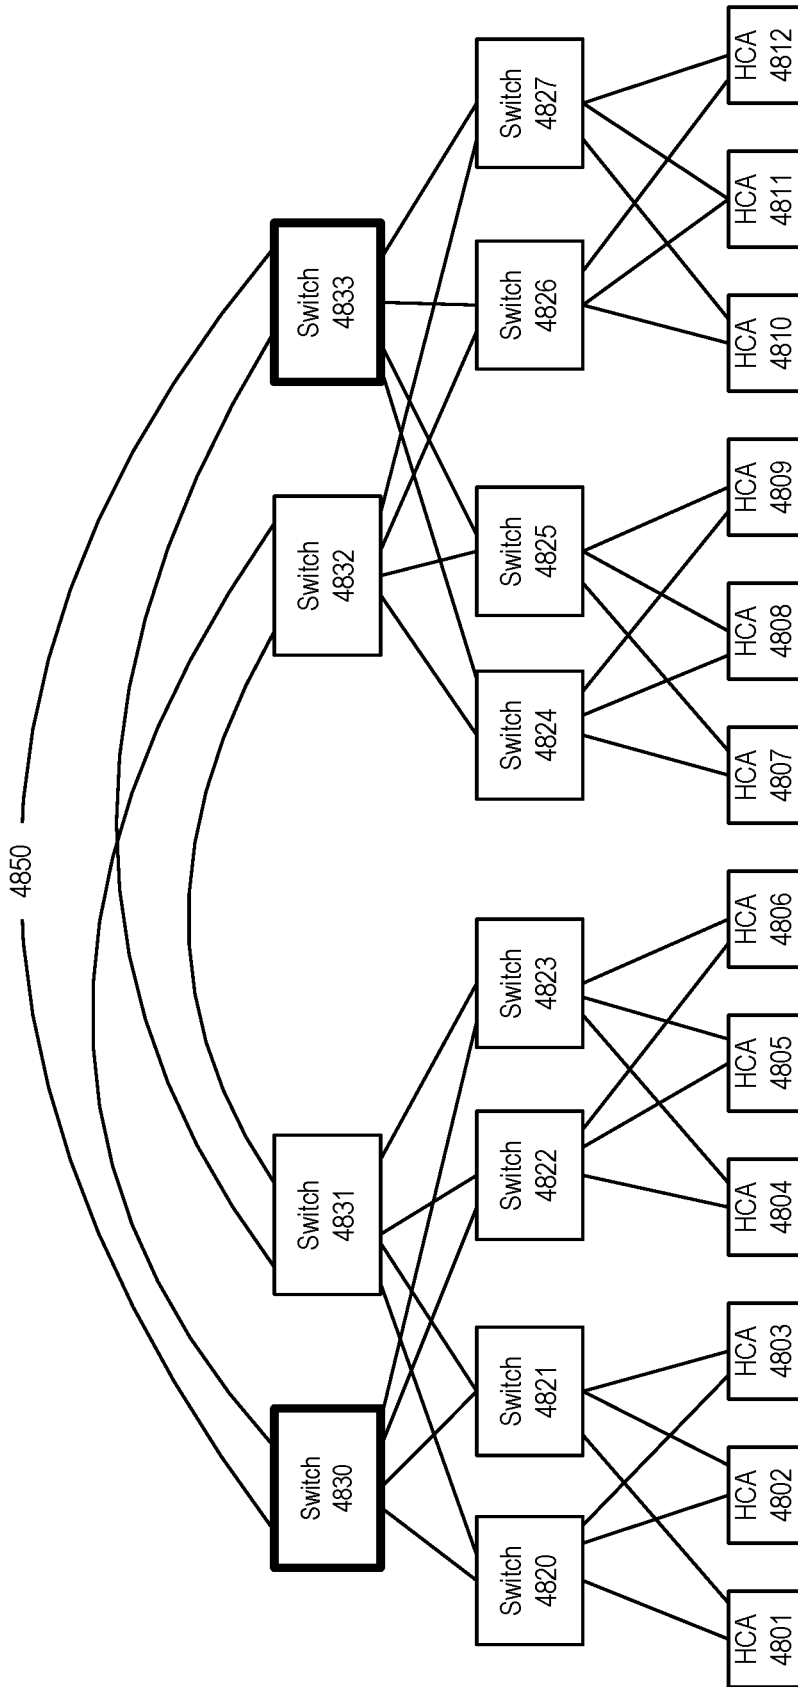 4850
Switch
4830
Switch
4831
Switch
4832
Switch
4833
Switch
4820
Switch
4821
Switch
4822
Switch
4823
Switch
4824
Switch
4825
Switch
4826
Switch
4827
HCA
4801
HCA
4802
HCA
4803
HCA
4804
HCA
4805
HCA
4806
HCA
4807
HCA
4808
HCA
4809
HCA
4810
HCA
4811
HCA
4812